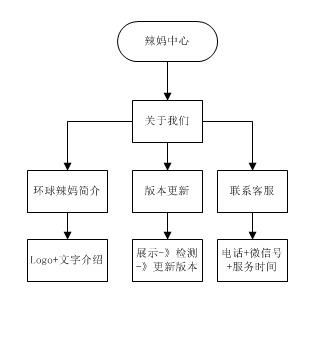 辣妈中心
关于我们
环球辣妈简介
版本更新
联系客服
Logo+文字介绍
展示-》检测
-》更新版本
电话+微信号
+服务时间